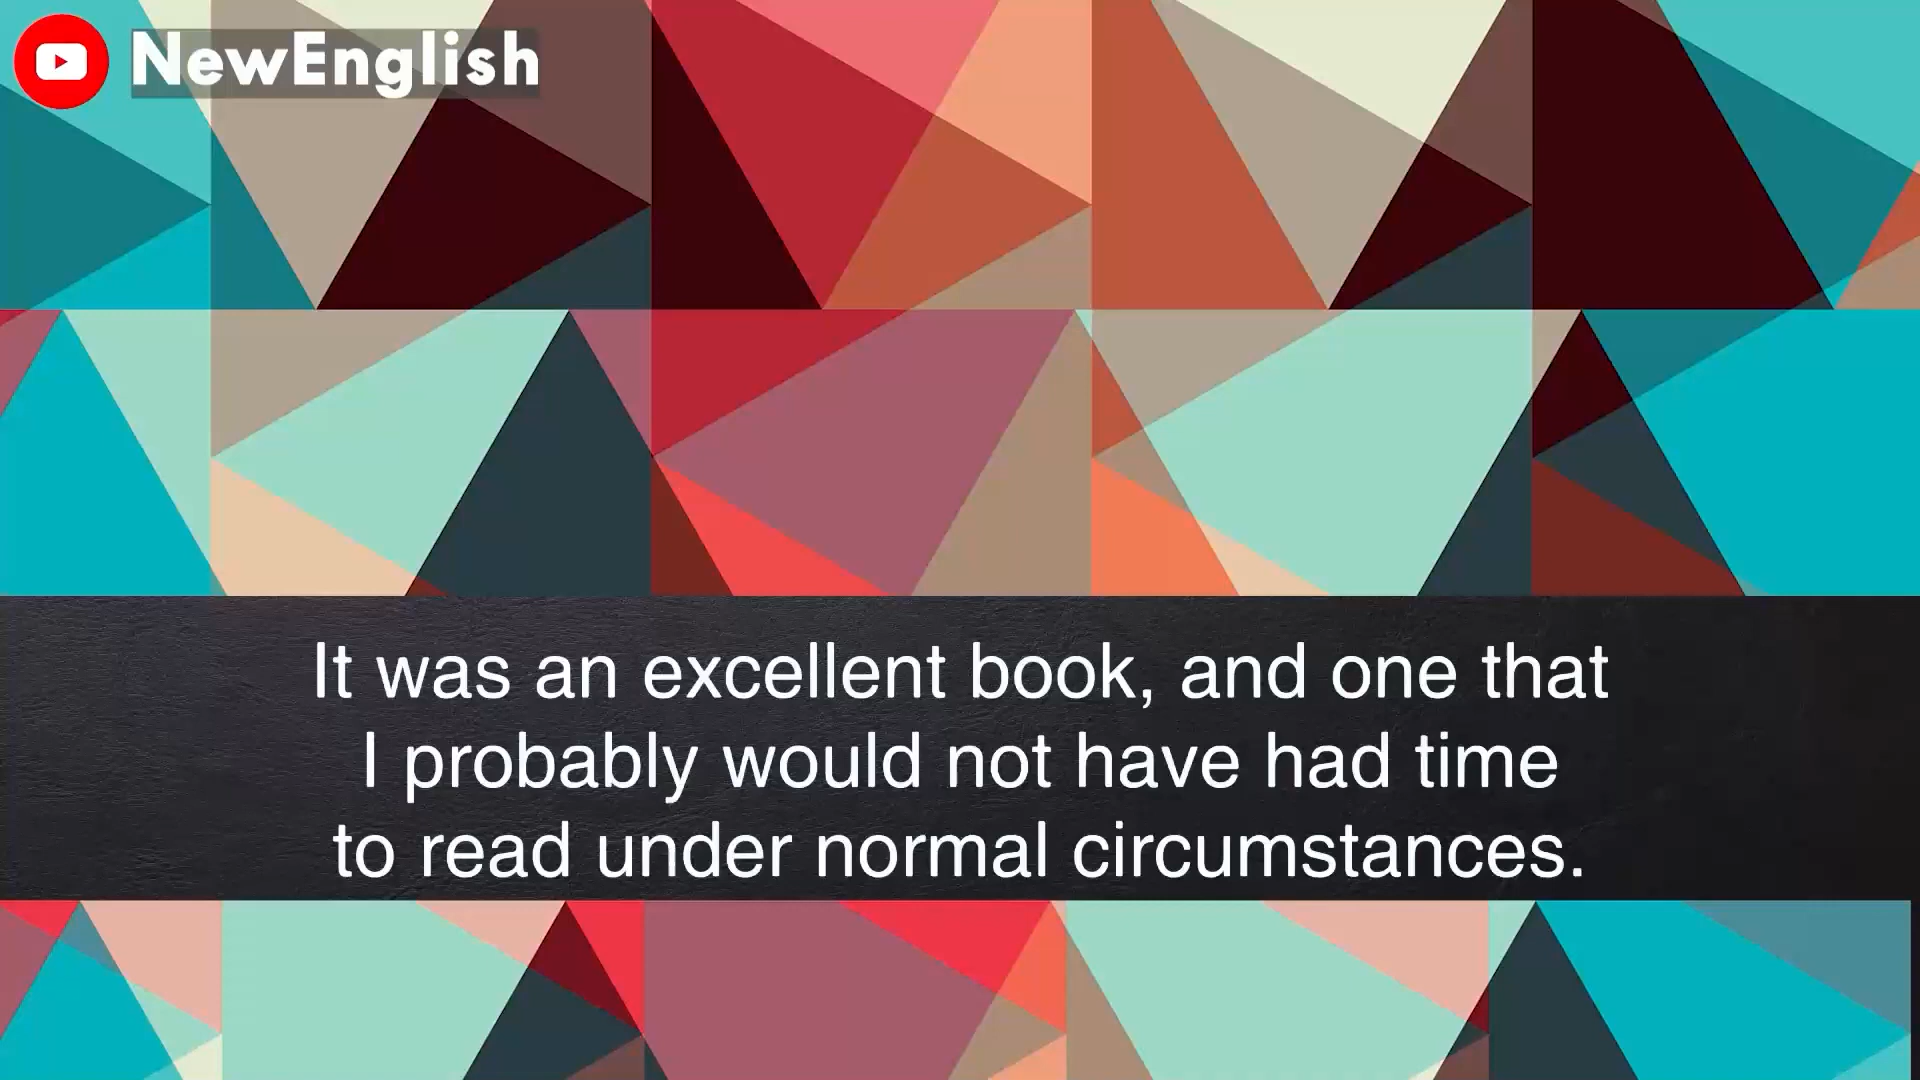 NewEnglish
It was an excellent book, and one that
I probably would not have had time
to read under normal circumstances.